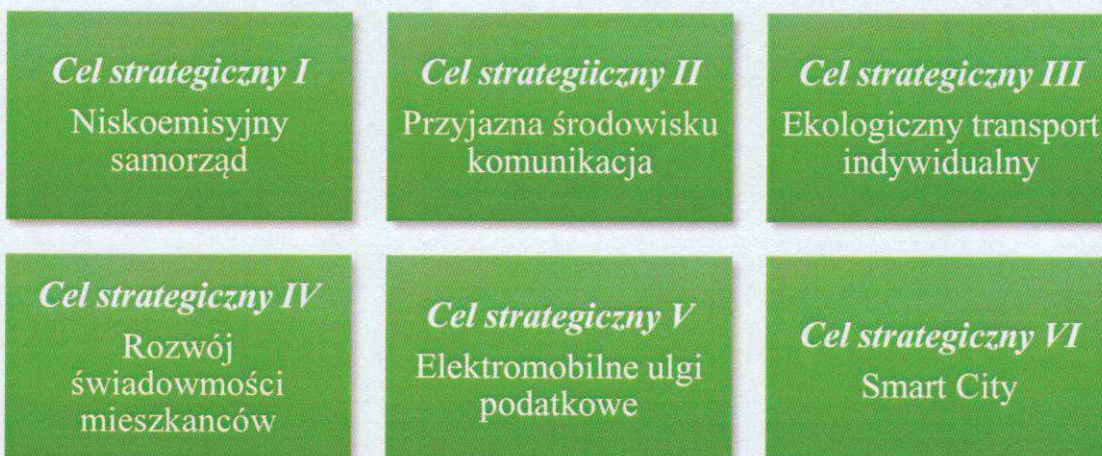 Cel strategiczny I
Niskoemisyjny
samorząd
Cel strategiiczny II
Przyjazna środowisku
komunikacja
Cel strategiczny III
Ekologiczny transport
indywidualny
Cel strategiczny IV
Rozwój
świadowmości
mieszkanców
Cel strategiczny V
Elektromobilne ulgi
podatkowe
Cel strategiczny VI
Smart City